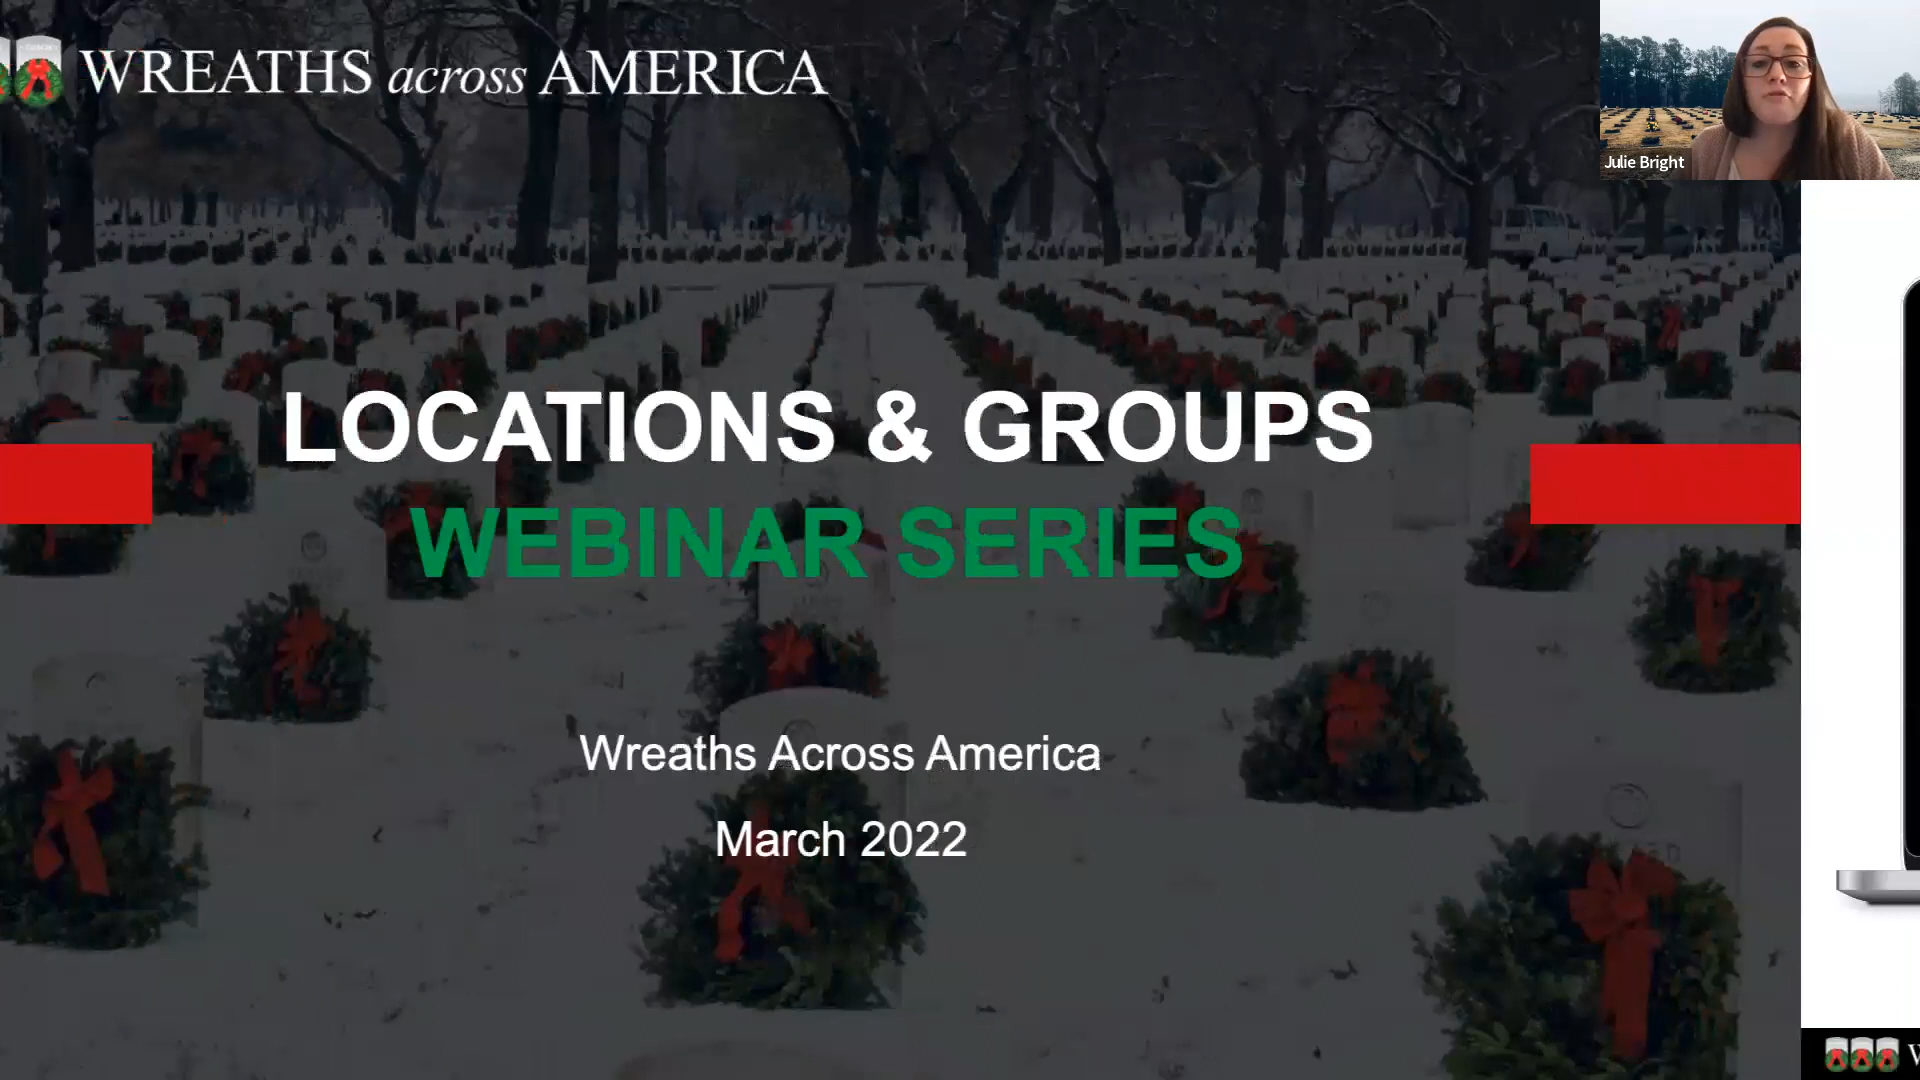 WREATHS across AMERICA
Julie Bright
LOCATIONS & GROUPS
WEBINAR SERIES
Wreaths Across America
March 2022
W